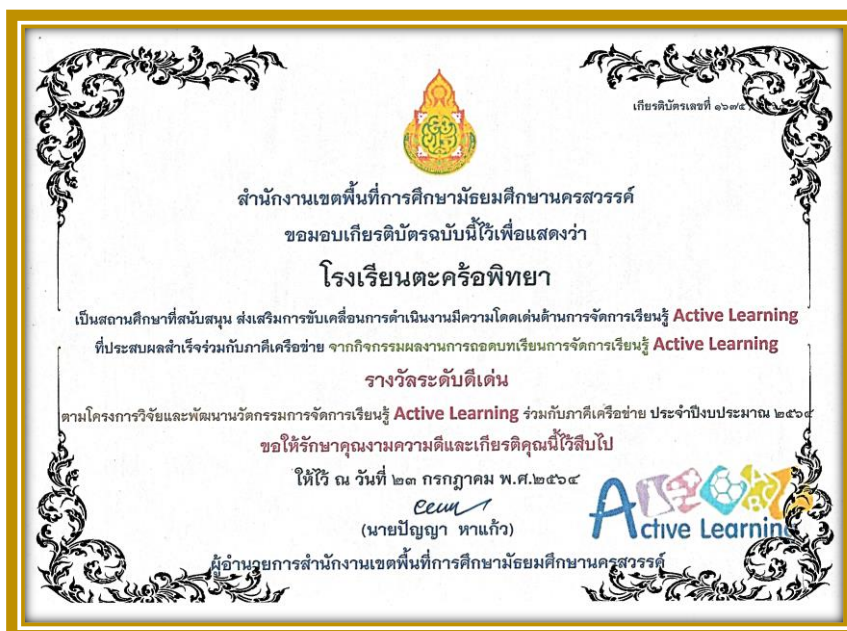 เกียรติบัตรเลขที่ ๑๖๗๕
สำนักงานเขตพื้นที่การศึกษามัธยมศึกษานครสวรรค์
ขอมอบเกียรติบัตรฉบับนี้ไว้เพื่อแสดงว่า
โรงเรียนตะคร้อพิทยา
เป็นสถานศึกษาที่สนับสนุน ส่งเสริมการขับเคลื่อนการดำเนินงานมีความโดดเด่นด้านการจัดการเรียนรู้ Active Learning
ที่ประสบผลสำเร็จร่วมกับภาคีเครือข่าย จากกิจกรรมผลงานการถอดบทเรียนการจัดการเรียนรู้ Active Learning
รางวัลระดับดีเด่น
ตามโครงการวิจัยและพัฒนานวัตกรรมการจัดการเรียนรู้ Active Learning ร่วมกับภาคีเครือข่าย ประจำปีงบประมาณ ๒๕๖๔
ขอให้รักษาคุณงามความดีและเกียรติคุณนี้ไว้สืบไป
ให้ไว้ ณ วันที่ ๒๓ กรกฎาคม พ.ศ.๒๕๖๔
(นายปัญญา หาแก้ว)
ผู้อำนวยการสำนักงานเขตพื้นที่การศึกษามัธยมศึกษานครสวรรค์
Active Learning